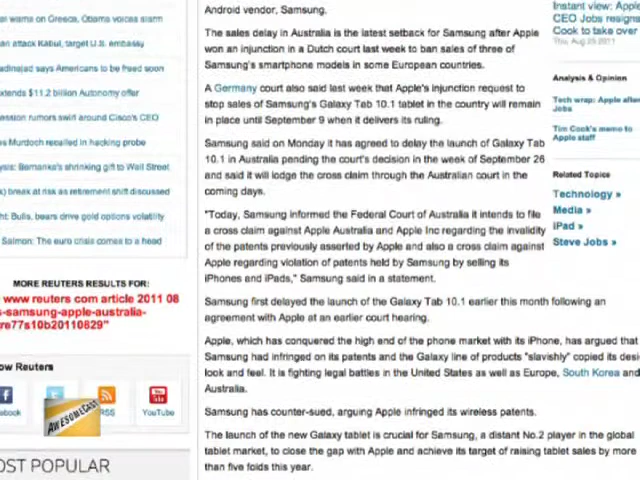 al warns on Greece, Obama voices alarm
an attack Kabul, target U.S. embassy
adinejad says Americans to be freed soon
xtends $11.2 billion Autonomy offer
ession rumors swirl around Cisco's CEO
s Murdoch recalled in hacking probe
ysis: Bernanke's shrinking gift to Wall Street
k) break at risk as retirement shift discussed
ht: Bulls, bears drive gold options volatility
Salmon: The euro crisis comes to a head
MORE REUTERS RESULTS FOR:
www reuters com article 2011 08
s-samsung-apple-australia-
re77s10b20110829"
ow Reuters
ebook
RSS
YouTube
AWESOMECAST
OST POPULAR
Android vendor, Samsung.
The sales delay in Australia is the latest setback for Samsung after Apple
won an injunction in a Dutch court last week to ban sales of three of
Samsung's smartphone models in some European countries.
A Germany court also said last week that Apple's injunction request to
stop sales of Samsung's Galaxy Tab 10.1 tablet in the country will remain
in place until September 9 when it delivers its ruling.
Samsung said on Monday it has agreed to delay the launch of Galaxy Tab
10.1 in Australia pending the court's decision in the week of September 26
and said it will lodge the cross claim through the Australian court in the
coming days.
"Today, Samsung informed the Federal Court of Australia it intends to file
a cross claim against Apple Australia and Apple Inc regarding the invalidity
of the patents previously asserted by Apple and also a cross claim against
Apple regarding violation of patents held by Samsung by selling its
iPhones and iPads," Samsung said in a statement.
Samsung first delayed the launch of the Galaxy Tab 10.1 earlier this month following an
agreement with Apple at an earlier court hearing.
Apple, which has conquered the high end of the phone market with its iPhone, has argued that
Samsung had infringed on its patents and the Galaxy line of products "slavishly" copied its desi
look and feel. It is fighting legal battles in the United States as well as Europe, South Korea and
Australia.
Samsung has counter-sued, arguing Apple infringed its wireless patents.
The launch of the new Galaxy tablet is crucial for Samsung, a distant No.2 player in the global
tablet market, to close the gap with Apple and achieve its target of raising tablet sales by more
than five folds this year.
Instant view: Apple
CEO Jobs resigns
Cook to take over
Thu, Aug 25 2011
Analysis & Opinion
Tech wrap: Apple after
Jobs
Tim Cook's memo to
Apple staff
Related Topics
Technology »
Media »
iPad »
Steve Jobs »